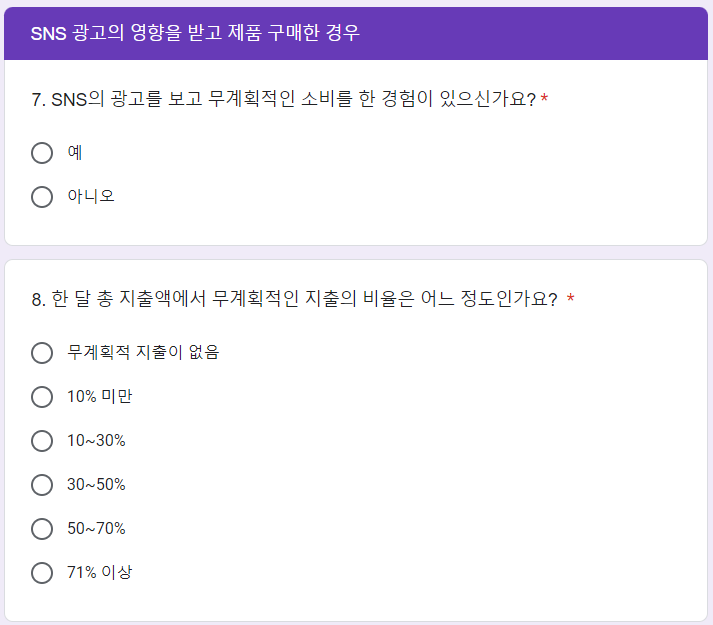 SNS 광고의 영향을 받고 제품 구매한 경우
7. SNS의 광고를 보고 무계획적인 소비를 한 경험이 있으신가요? *
예
아니오
8. 한 달 총 지출액에서 무계획적인 지출의 비율은 어느 정도인가요? *
무계획적 지출이 없음
10% 미만
10~30%
30~50%
50~70%
71% 이상